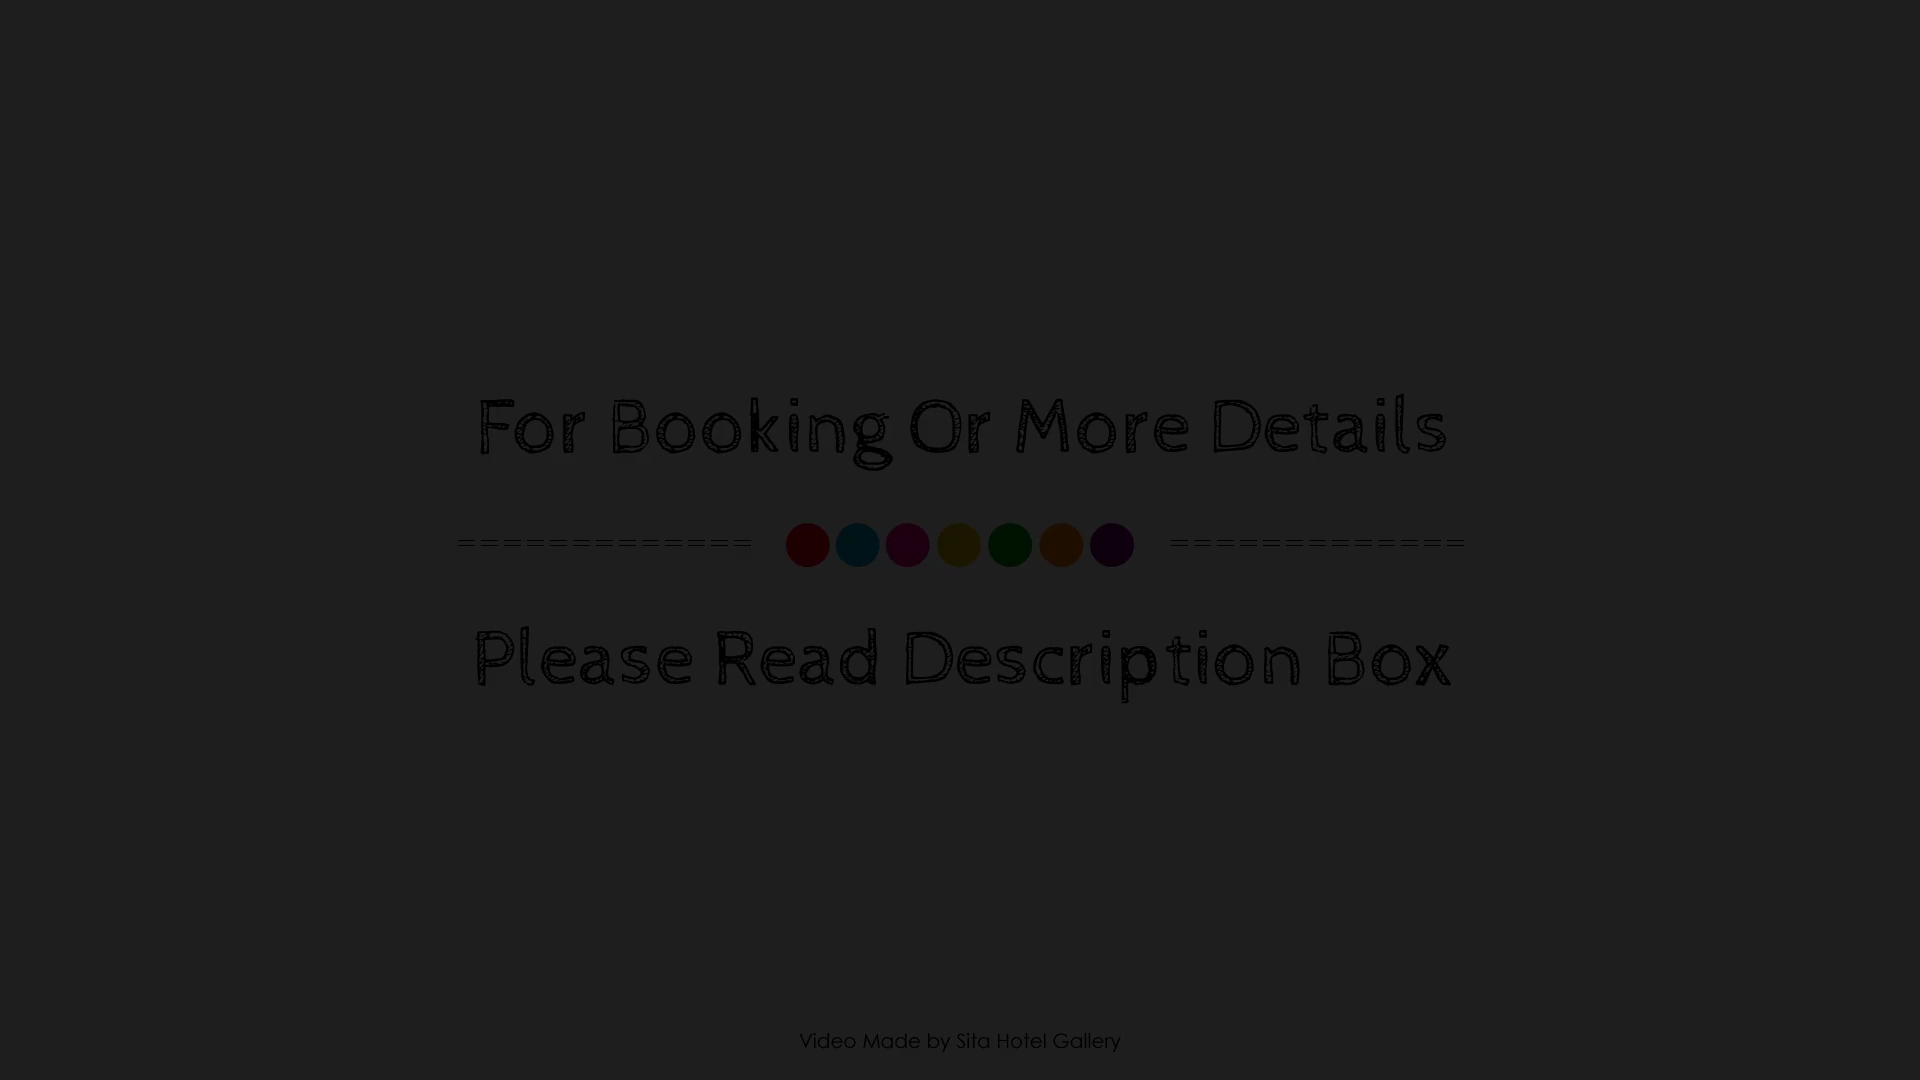 For Booking Or More Details
============= =============
Please Read Description Box
Video Made by Sita Hotel Gallery